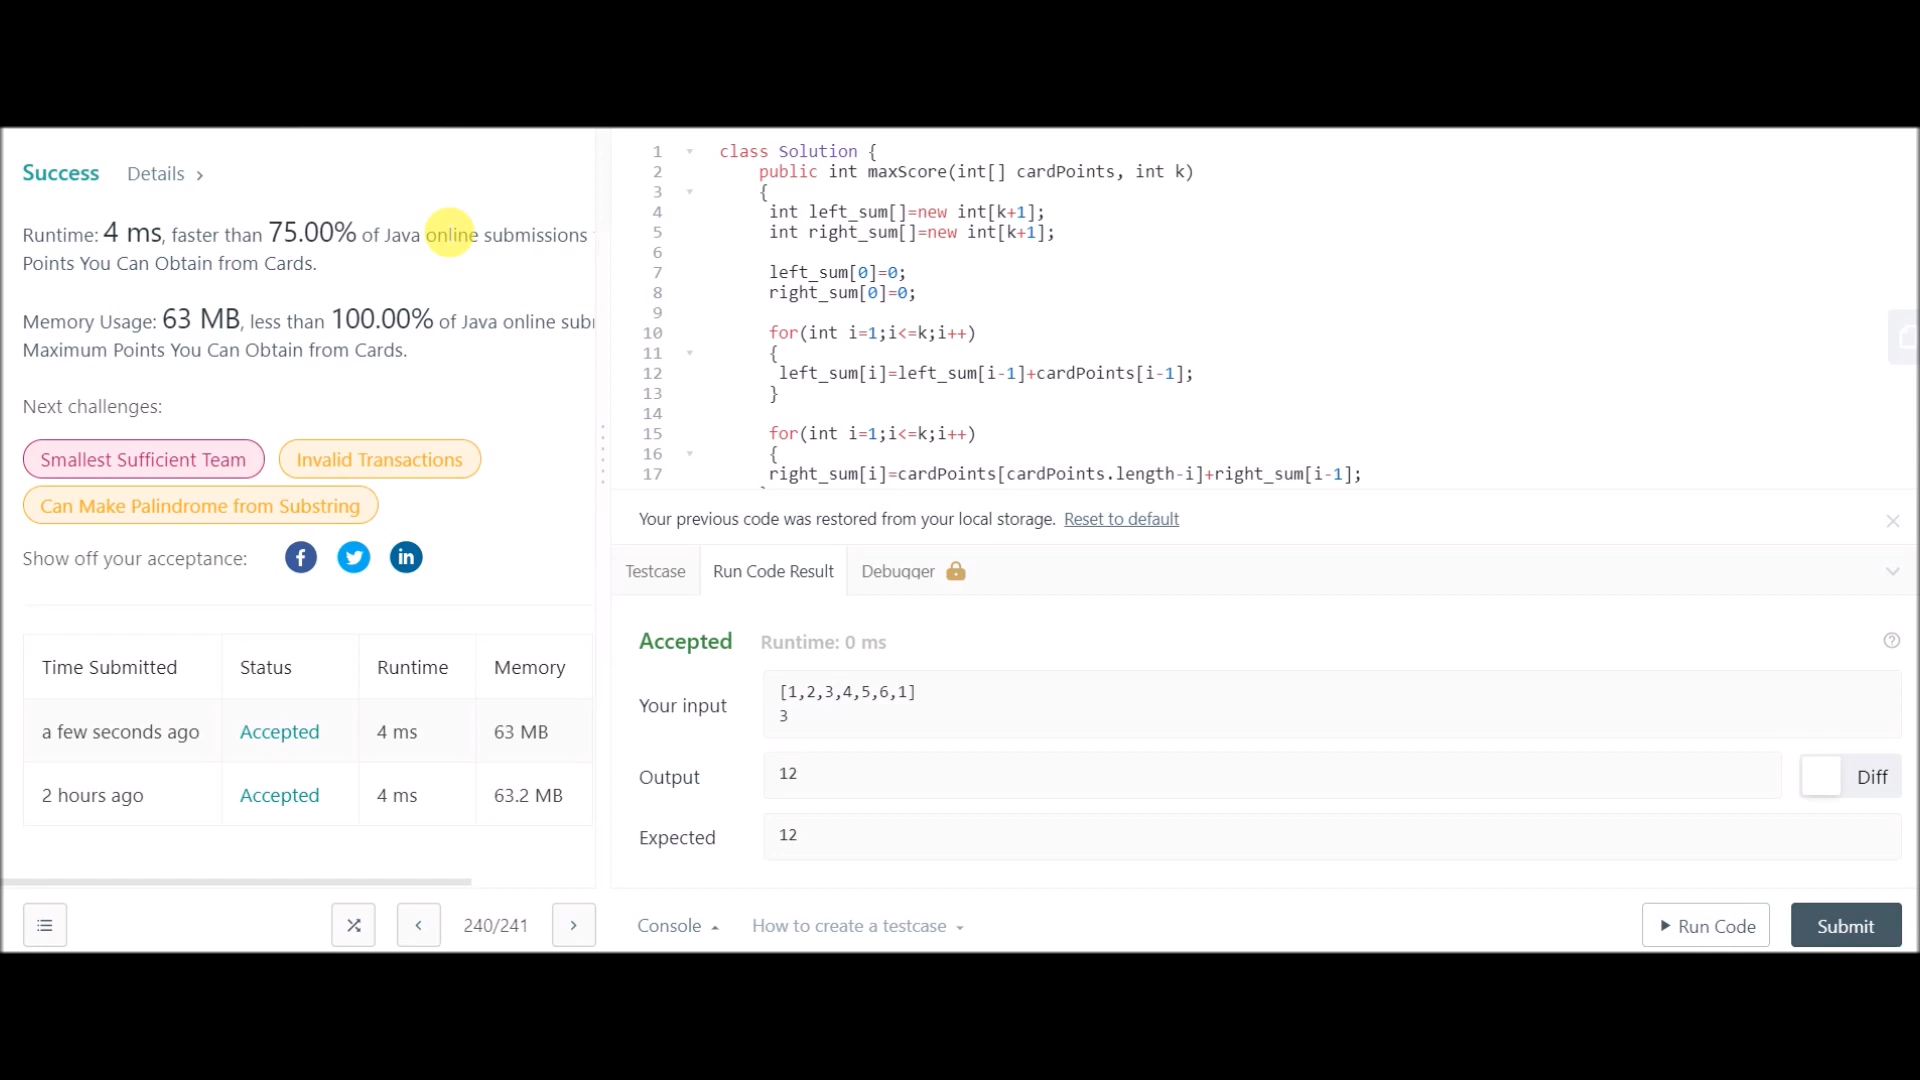 Success Details
Runtime: 4 ms, faster than 75.00% of Java online submissions
Points You Can Obtain from Cards.
Memory Usage: 63 MB, less than 100.00% of Java online
Maximum Points You Can Obtain from Cards.
Next challenges:
Smallest Sufficient Team Invalid Transactions
Can Make Palindrome from Substring
Show off your acceptance:
Time Submitted Status Runtime Memory
a few seconds ago Accepted 4 ms 63 MB
2 hours ago Accepted 4 ms 63.2 MB
240/241
1 class Solution {
2 public int maxScore(int[] cardPoints, int k)
3 {
4 int left_sum[]=new int[k+1];
5 int right_sum[]=new int[k+1];
6
7 left_sum[0]=0;
8 right_sum[0]=0;
9
10 for(int i=1;i<=k;i++)
11 {
12 left_sum[i]=left_sum[i-1]+cardPoints[i-1];
13 }
14
15 for(int i=1;i<=k;i++)
16 {
17 right_sum[i]=cardPoints[cardPoints.length-i]+right_sum[i-1];
Your previous code was restored from your local storage. Reset to default
Testcase Run Code Result Debugger
Accepted Runtime: 0 ms
Your input
[1,2,3,4,5,6,1]
3
Output 12 Diff
Expected 12
Console How to create a testcase Run Code Submit